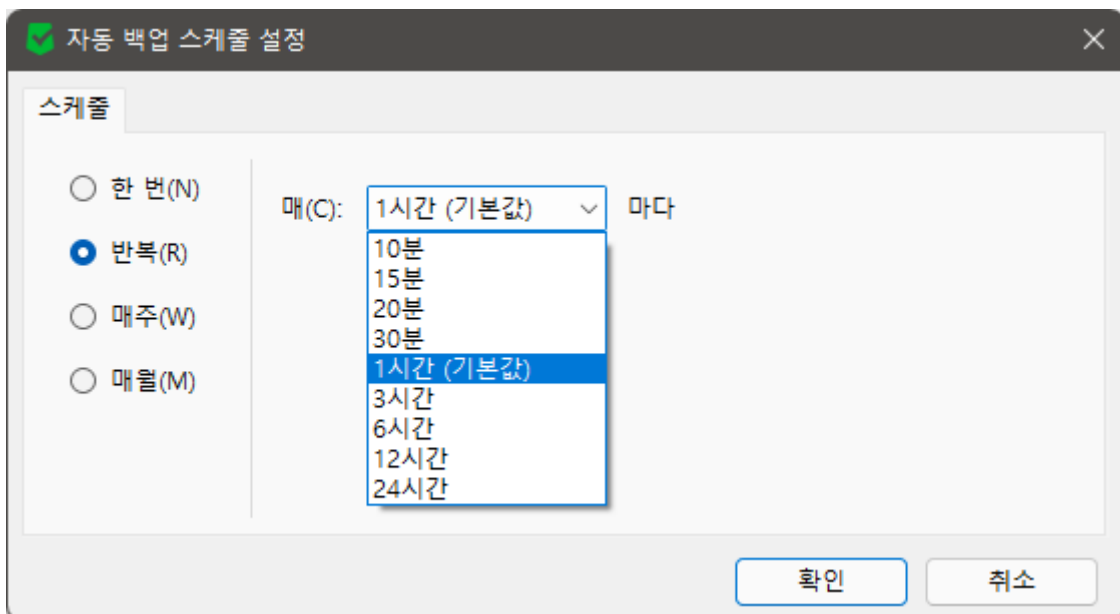 자동 백업 스케줄 설정
스케줄
한 번(N)
반복(R)
매주(W)
매월(M)
매(C): 1시간 (기본값) 마다
10분
15분
20분
30분
1시간 (기본값)
3시간
6시간
12시간
24시간
확인 취소